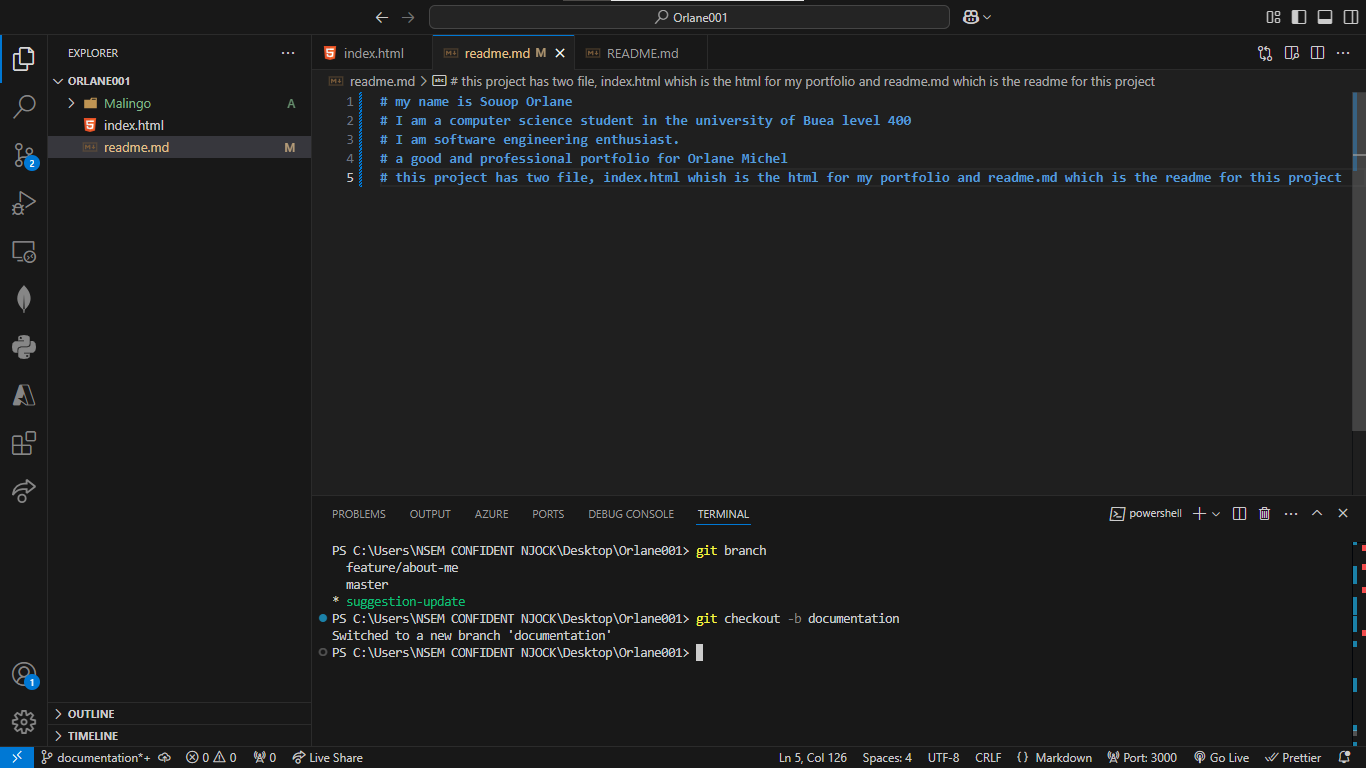 Orlane001
EXPLORER
ORLANE001
Malingo A
index.html
readme.md M
2
1
OUTLINE
TIMELINE
index.html
readme.md M
README.md
readme.md > # this project has two file, index.html whish is the html for my portfolio and readme.md which is the readme for this project
1 # my name is Souop Orlane
2 # I am a computer science student in the university of Buea level 400
3 # I am software engineering enthusiast.
4 # a good and professional portfolio for Orlane Michel
5 # this project has two file, index.html whish is the html for my portfolio and readme.md which is the readme for this project
PROBLEMS OUTPUT AZURE PORTS DEBUG CONSOLE TERMINAL
powershell
PS C:\Users\NSEM CONFIDENT NJOCK\Desktop\Orlane001> git branch
feature/about-me
master
* suggestion-update
PS C:\Users\NSEM CONFIDENT NJOCK\Desktop\Orlane001> git checkout -b documentation
Switched to a new branch 'documentation'
PS C:\Users\NSEM CONFIDENT NJOCK\Desktop\Orlane001>
documentation*+ 0 0 0 Live Share Ln 5, Col 126 Spaces: 4 UTF-8 CRLF {} Markdown Port: 3000 Go Live Prettier